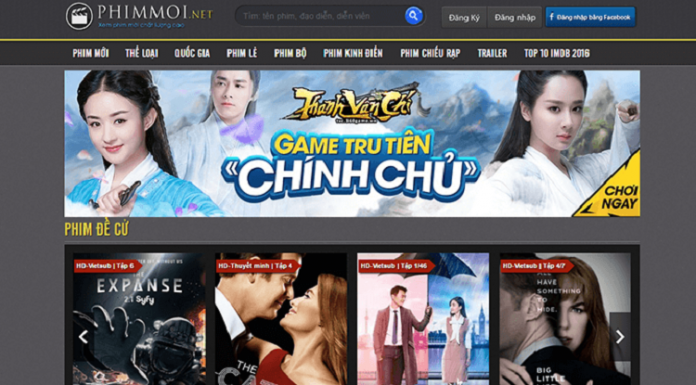 PHIMMOI.NET
Xem phim mới chất lượng cao
Tìm: tên phim, đạo diễn, diễn viên
Đăng Ký
Đăng nhập
Đăng nhập bằng Facebook
PHIM MỚI THỂ LOẠI QUỐC GIA PHIM LẺ PHIM BỘ PHIM KINH ĐIỂN PHIM CHIẾU RẠP TRAILER TOP 10 IMDB 2016
Thanh Vân Chí
GAME TRU TIÊN
“CHÍNH CHỦ”
CHƠI
NGAY
PHIM ĐỀ CỬ
HD-Vietsub | Tập 6
EXPANSE
2.1 Syfy
HD-Thuyết minh | Tập 4
THE
HD-Vietsub | Tập 1/46
HD-Vietsub || Tập 4/7
ALL
HAVE
SOMETHING
TO HIDE.
BIG
LITTLE